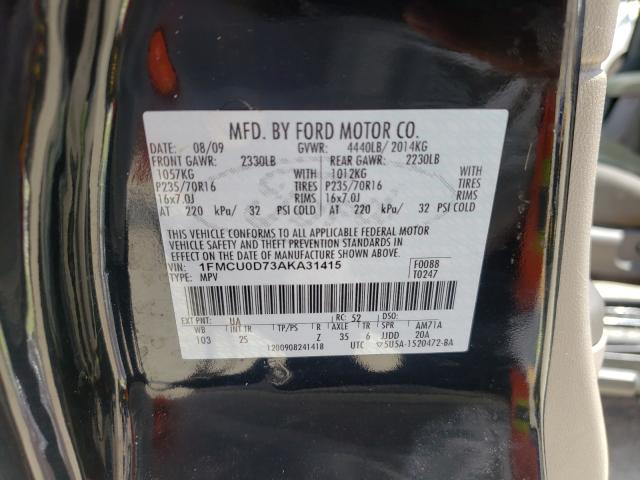 MFD. BY FORD MOTOR CO.
DATE: 08/09 GVWR: 4440LB/ 2014KG
FRONT GAWR: 2330LB REAR GAWR: 2230LB
1057KG WITH 1012KG WITH
P235/70R16 TIRES P235/70R16 TIRES
16x7.0J RIMS 16x7.0J RIMS
AT 220 kPa/ 32 PSI COLD AT 220 kPa/ 32 PSI COLD
THIS VEHICLE CONFORMS TO ALL APPLICABLE FEDERAL MOTOR
VEHICLE SAFETY AND THEFT PREVENTION STANDARDS IN
EFFECT ON THE DATE OF MANUFACTURE SHOWN ABOVE.
VIN: 1FMCU0D73AKA31415 F0088
TYPE: MPV T0247
EXT PNT: UA RC: 52 DSO:
WB INT TR TP/PS R AXLE TR SPR AM71A
103 2S Z 35 6 JJDD 20A
1200908241418 UTC 5U5A-1520472-BA